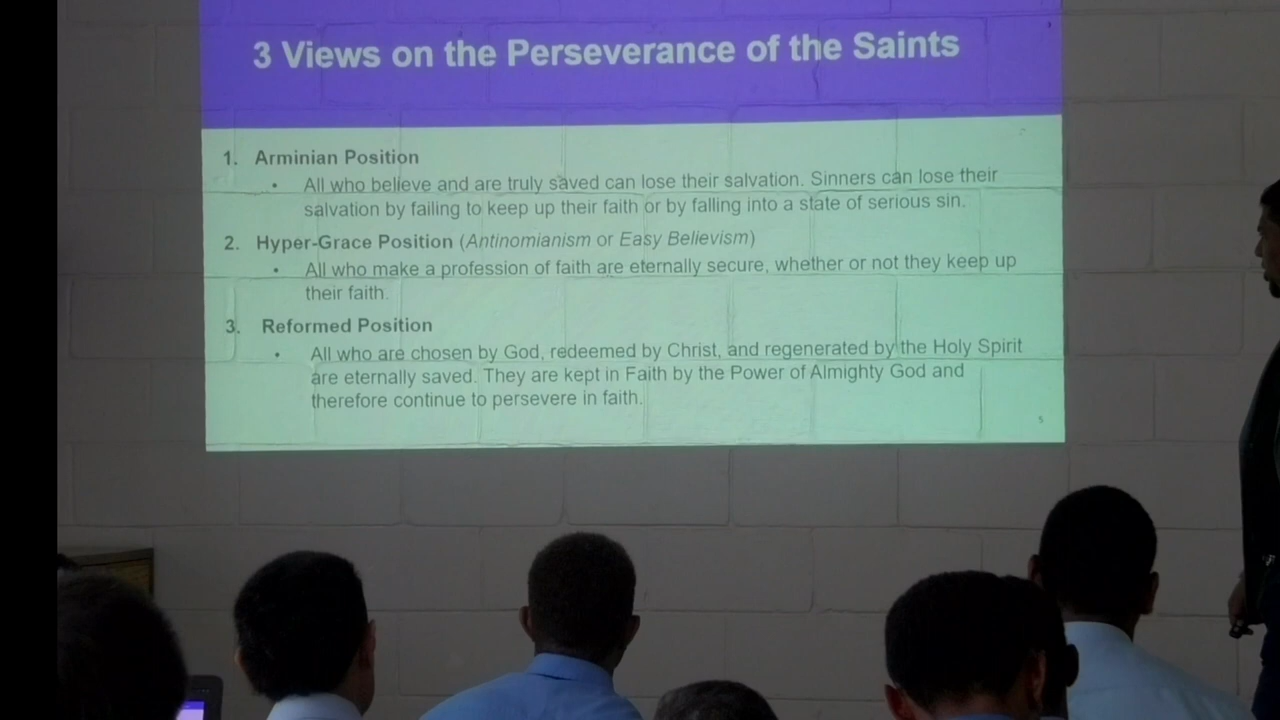 3 Views on the Perseverance of the Saints
1. Arminian Position
• All who believe and are truly saved can lose their salvation. Sinners can lose their
salvation by failing to keep up their faith or by falling into a state of serious sin.
2. Hyper-Grace Position (Antinomianism or Easy Believism)
• All who make a profession of faith are eternally secure, whether or not they keep up
their faith.
3. Reformed Position
• All who are chosen by God, redeemed by Christ, and regenerated by the Holy Spirit
are eternally saved. They are kept in Faith by the Power of Almighty God and
therefore continue to persevere in faith.
5